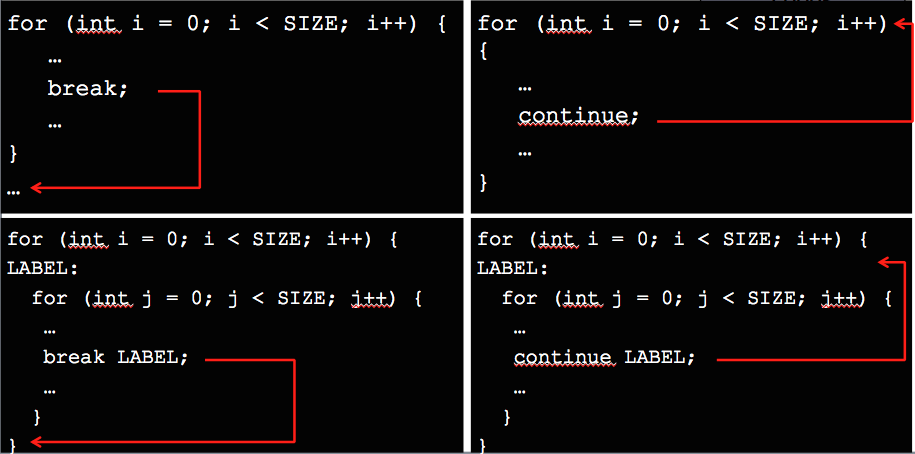 for (int i = 0; i < SIZE; i++) {
…
break;
…
}
…
for (int i = 0; i < SIZE; i++)
{
…
continue;
…
}
for (int i = 0; i < SIZE; i++) {
LABEL:
for (int j = 0; j < SIZE; j++) {
…
break LABEL;
…
}
}
for (int i = 0; i < SIZE; i++) {
LABEL:
for (int j = 0; j < SIZE; j++) {
…
continue LABEL;
…
}
}